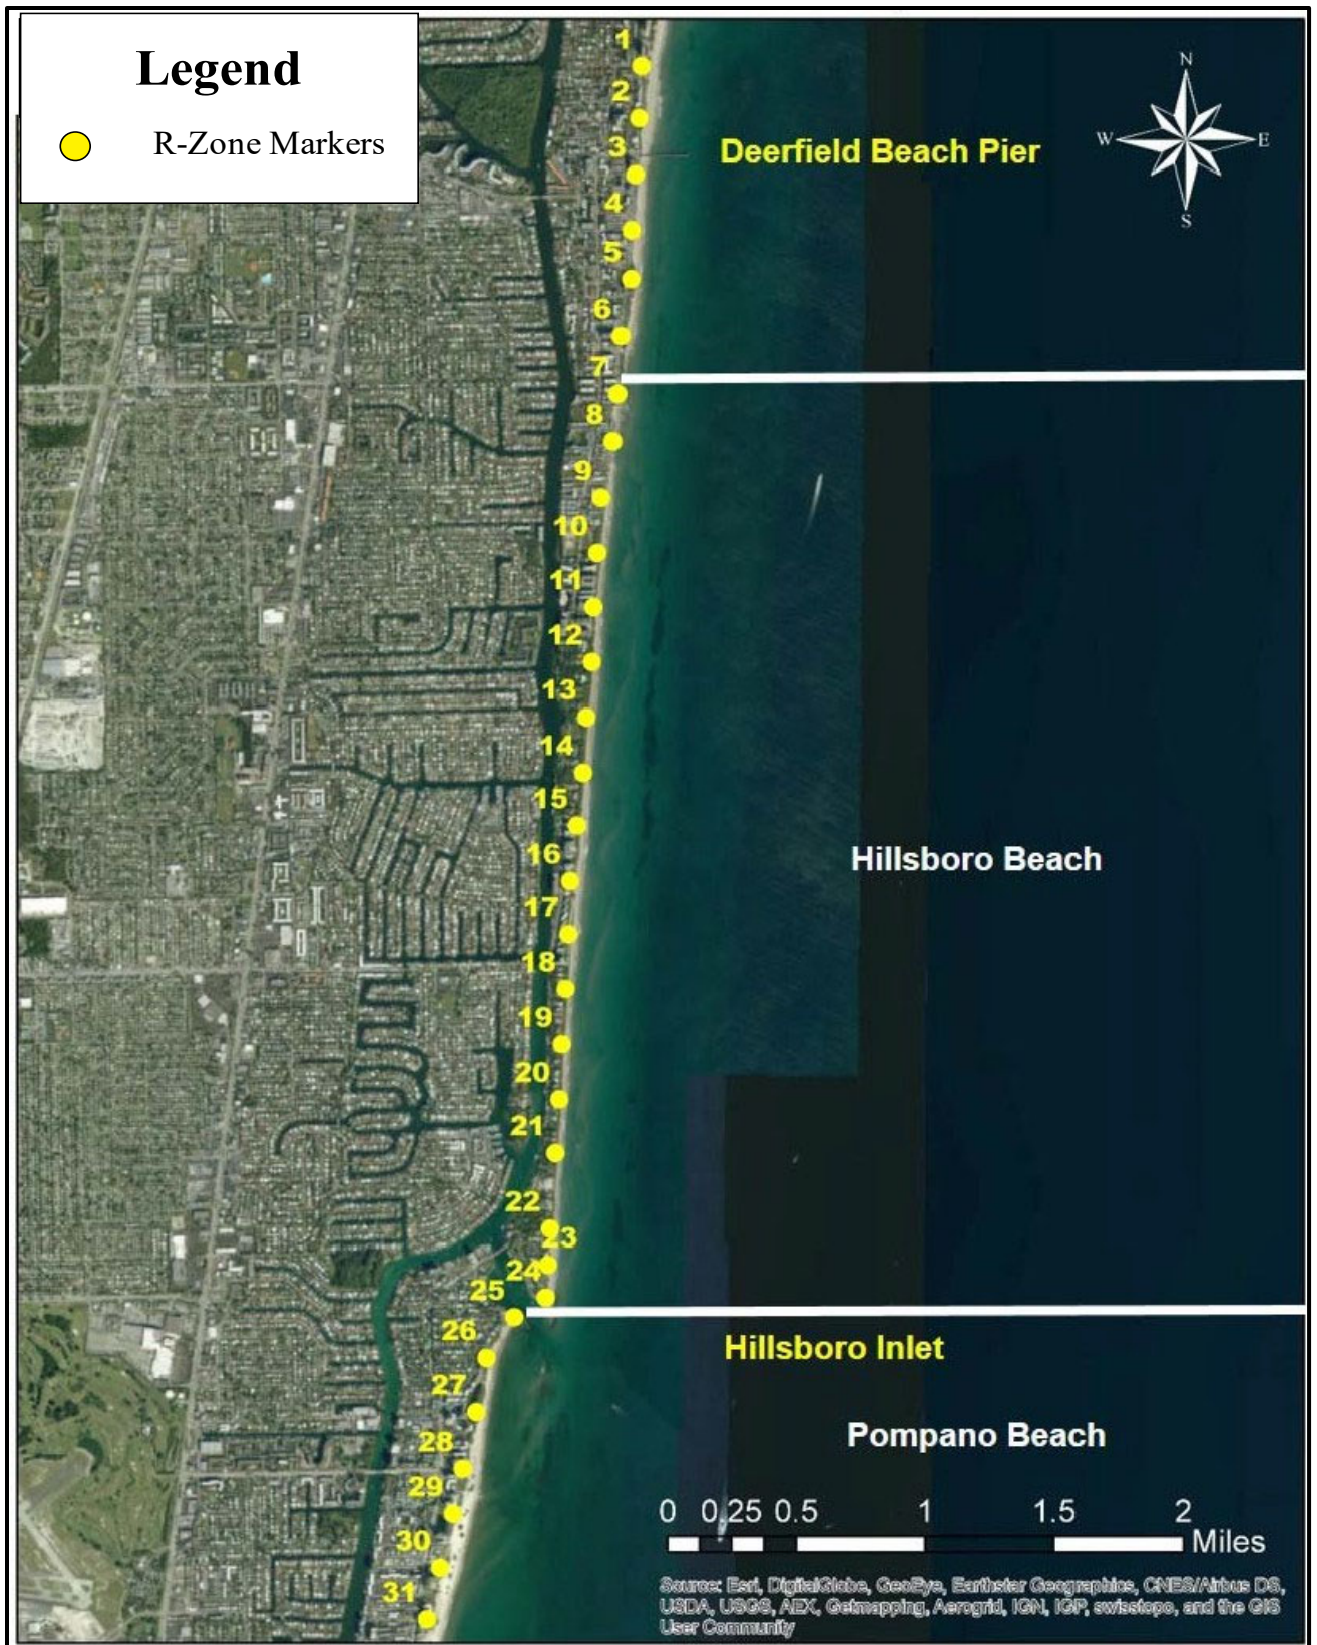 Legend
R-Zone Markers
N
W E
S
Deerfield Beach Pier
1
2
3
4
5
6
7
8
9
10
11
12
13
14
15
16
17
18
19
20
21
22
23
24
25
26
27
28
29
30
31
Hillsboro Beach
Hillsboro Inlet
Pompano Beach
0 0.25 0.5 1 1.5 2
Miles
Source: Esri, DigitalGlobe, GeoEye, Earthstar Geographics, CNES/Airbus DS,
USDA, USGS, AEX, Getmapping, Aerogrid, IGN, IGP, swisstopo, and the GIS
User Community